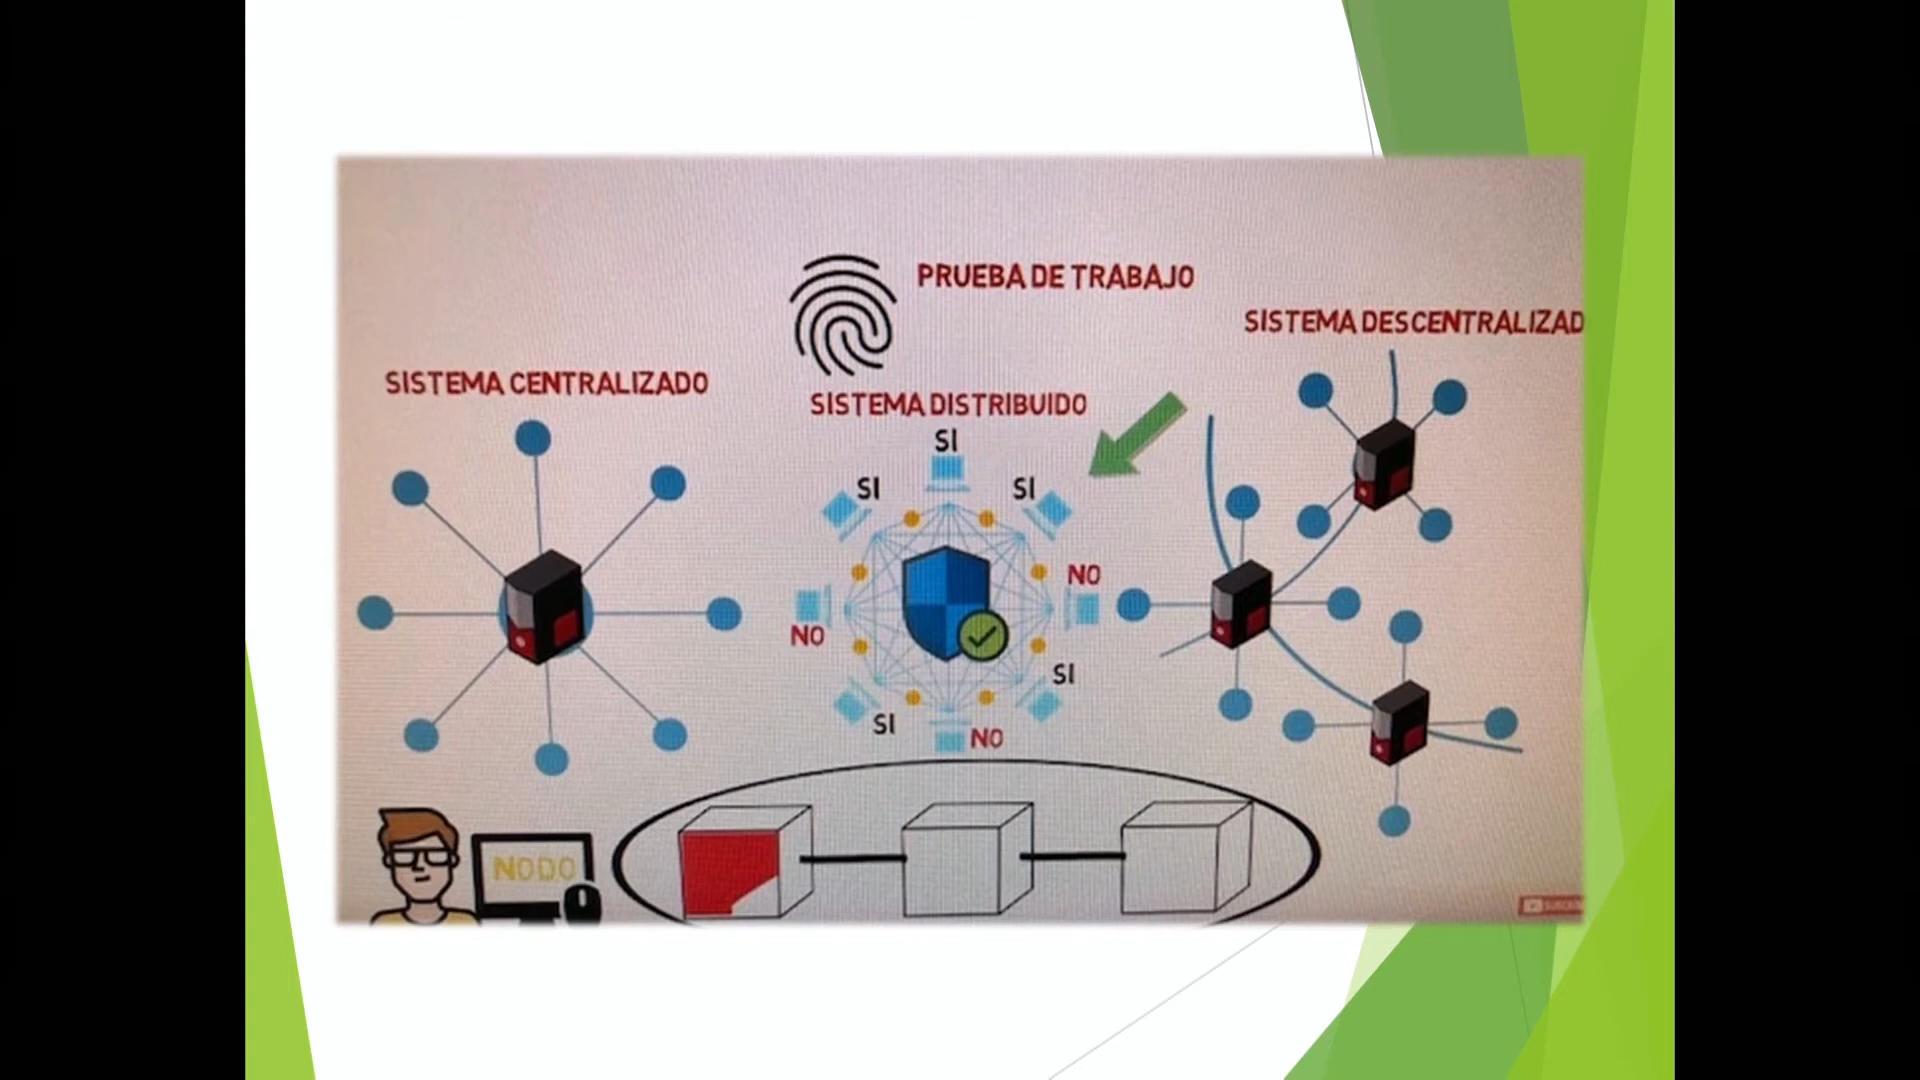 PRUEBA DE TRABAJO
SISTEMA DESCENTRALIZAD
SISTEMA CENTRALIZADO
SISTEMA DISTRIBUIDO
SI
SI
SI
NO
NO
SI
SI
NO
NODO